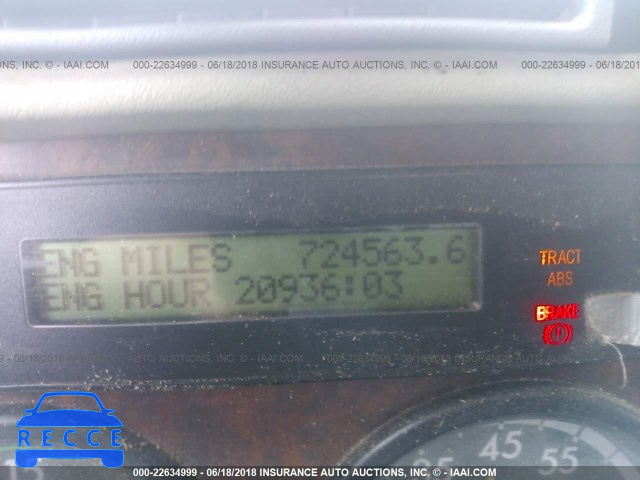 INC. © - IAAI.COM 000-22634999 - 06/18/2018 INSURANCE AUTO AUCTIONS, INC. © - IAAI.COM 000-22634999 - 06/18/2018
ENG MILES 724563.6
ENG HOUR 20936:03
TRACT
ABS
BRAKE
45
55
15
RECCE
000-22634999 - 06/18/2018 INSURANCE AUTO AUCTIONS, INC. © - IAAI.COM